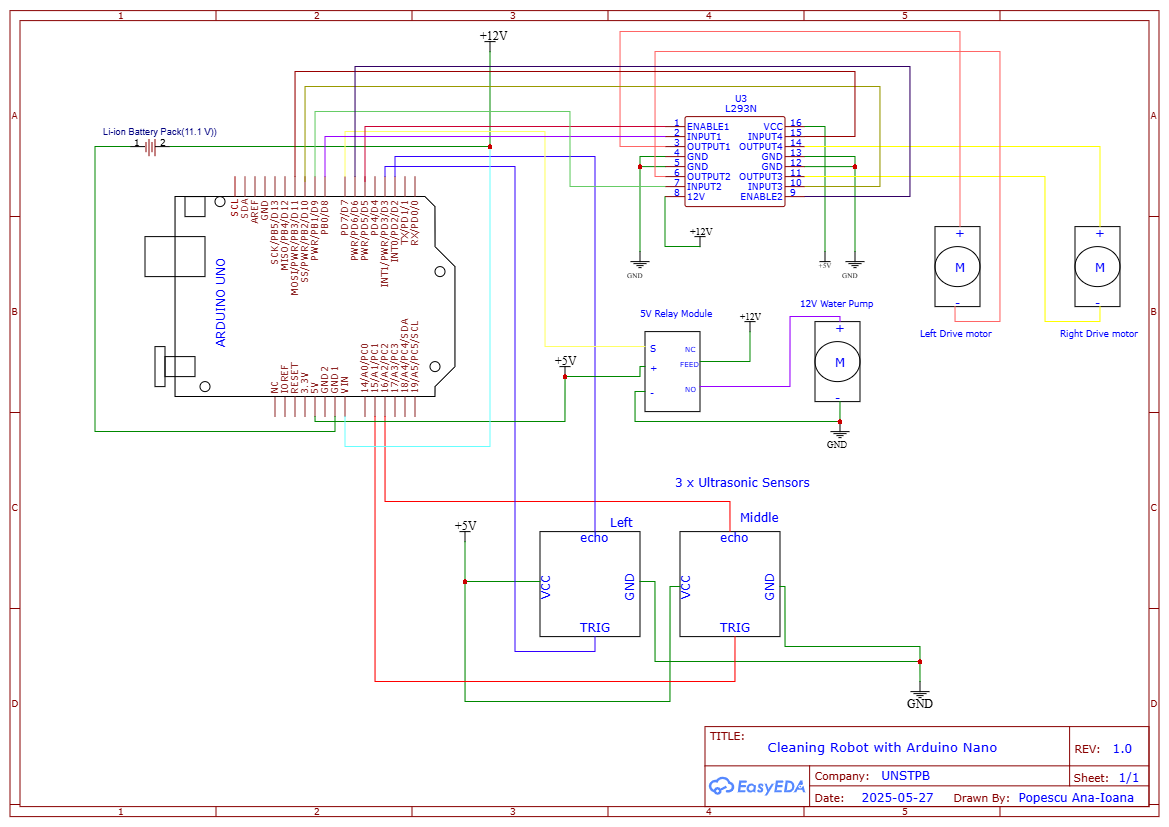 1 2 3 4 5
A A
B B
C C
D D
+12V
Li-ion Battery Pack(11.1 V))
1 2
U3
L293N
1 ENABLE1 VCC 16
2 INPUT1 INPUT4 15
3 OUTPUT1 OUTPUT4 14
4 GND GND 13
5 GND GND 12
6 OUTPUT2 OUTPUT3 11
7 INPUT2 INPUT3 10
8 12V ENABLE2 9
+12V
GND
+5V
GND
SCL
SDA
AREF
GND
SCK/PB5/D13
MISO/PB4/D12
MOSI/PWR/PB3/D11
SS/PWR/PB2/D10
PWR/PB1/D9
PB0/D8
PD7/D7
PWR/PD6/D6
PWR/PD5/D5
PD4/D4
INT1/PWR/PD3/D3
INT0/PD2/D2
TX/PD1/1
RX/PD0/0
ARDUINO UNO
NC
IOREF
RESET
3.3V
5V
GND2
GND1
VIN
14/A0/PC0
15/A1/PC1
16/A2/PC2
17/A3/PC3
18/A4/PC4/SDA
19/A5/PC5/SCL
+
M
-
Left Drive motor
+
M
-
Right Drive motor
5V Relay Module
S
+
-
NC
FEED
NO
+5V
+12V
12V Water Pump
+
M
-
GND
3 x Ultrasonic Sensors
+5V
Left
echo
VCC
GND
TRIG
Middle
echo
VCC
GND
TRIG
GND
TITLE:
Cleaning Robot with Arduino Nano
REV: 1.0
EasyEDA
Company: UNSTPB
Sheet: 1/1
Date: 2025-05-27 Drawn By: Popescu Ana-Ioana
1 2 3 4 5